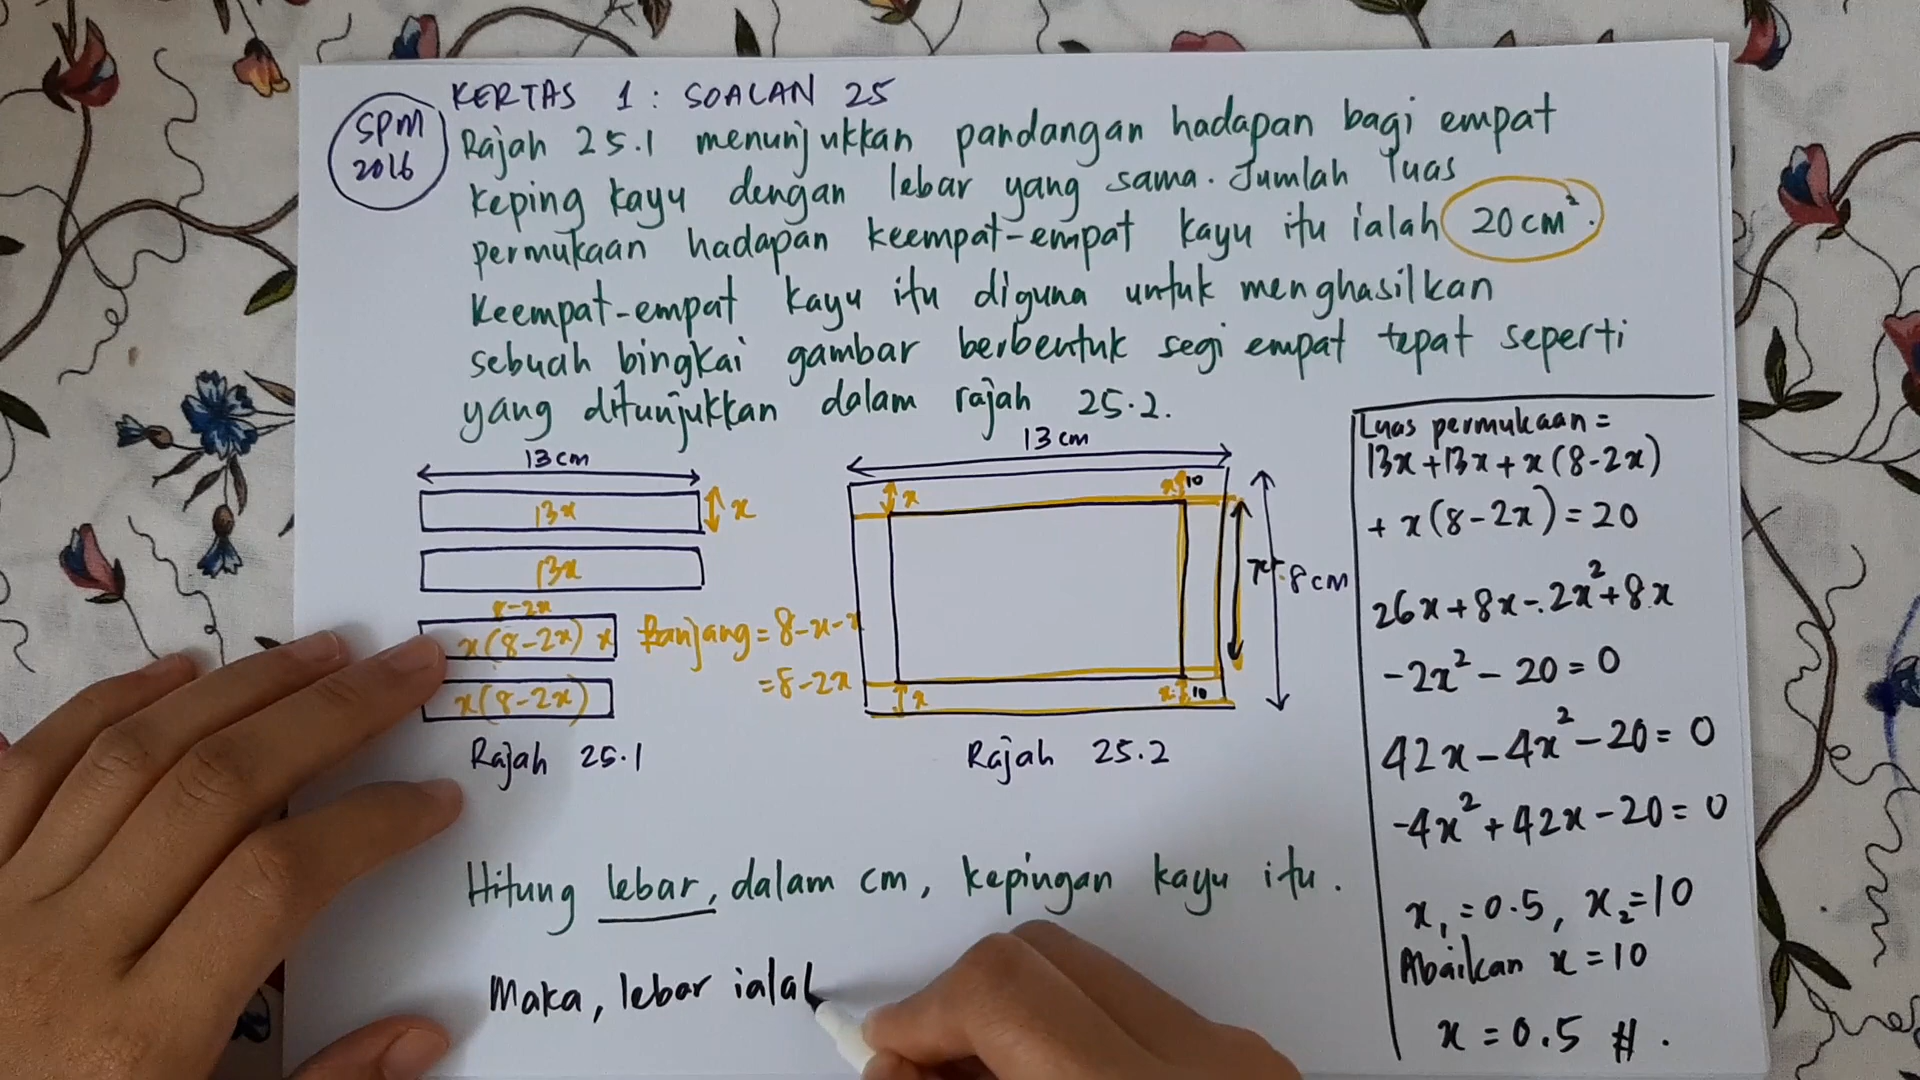 KERTAS 1 : SOALAN 25
SPM
2016
Rajah 25.1 menunjukkan pandangan hadapan bagi empat
keping kayu dengan lebar yang sama. Jumlah luas
permukaan hadapan keempat-empat kayu itu ialah 20 cm².
Keempat-empat kayu itu diguna untuk menghasilkan
sebuah bingkai gambar berbentuk segi empat tepat seperti
yang ditunjukkan dalam rajah 25.2.
13 cm
13x
x
13x
8-2x
x(8-2x) x
x(8-2x)
Rajah 25.1
Panjang = 8-x-x
= 8-2x
13 cm
x
x 10
8 cm
x
x 10
Rajah 25.2
Luas permukaan =
13x+13x+x(8-2x)
+ x(8-2x) = 20
26x+8x-2x²+8x
-2x² - 20 = 0
42x - 4x² - 20 = 0
-4x² + 42x - 20 = 0
x₁ = 0.5, x₂ = 10
Abaikan x = 10
x = 0.5 #.
Hitung lebar, dalam cm, kepingan kayu itu.
Maka, lebar ialal